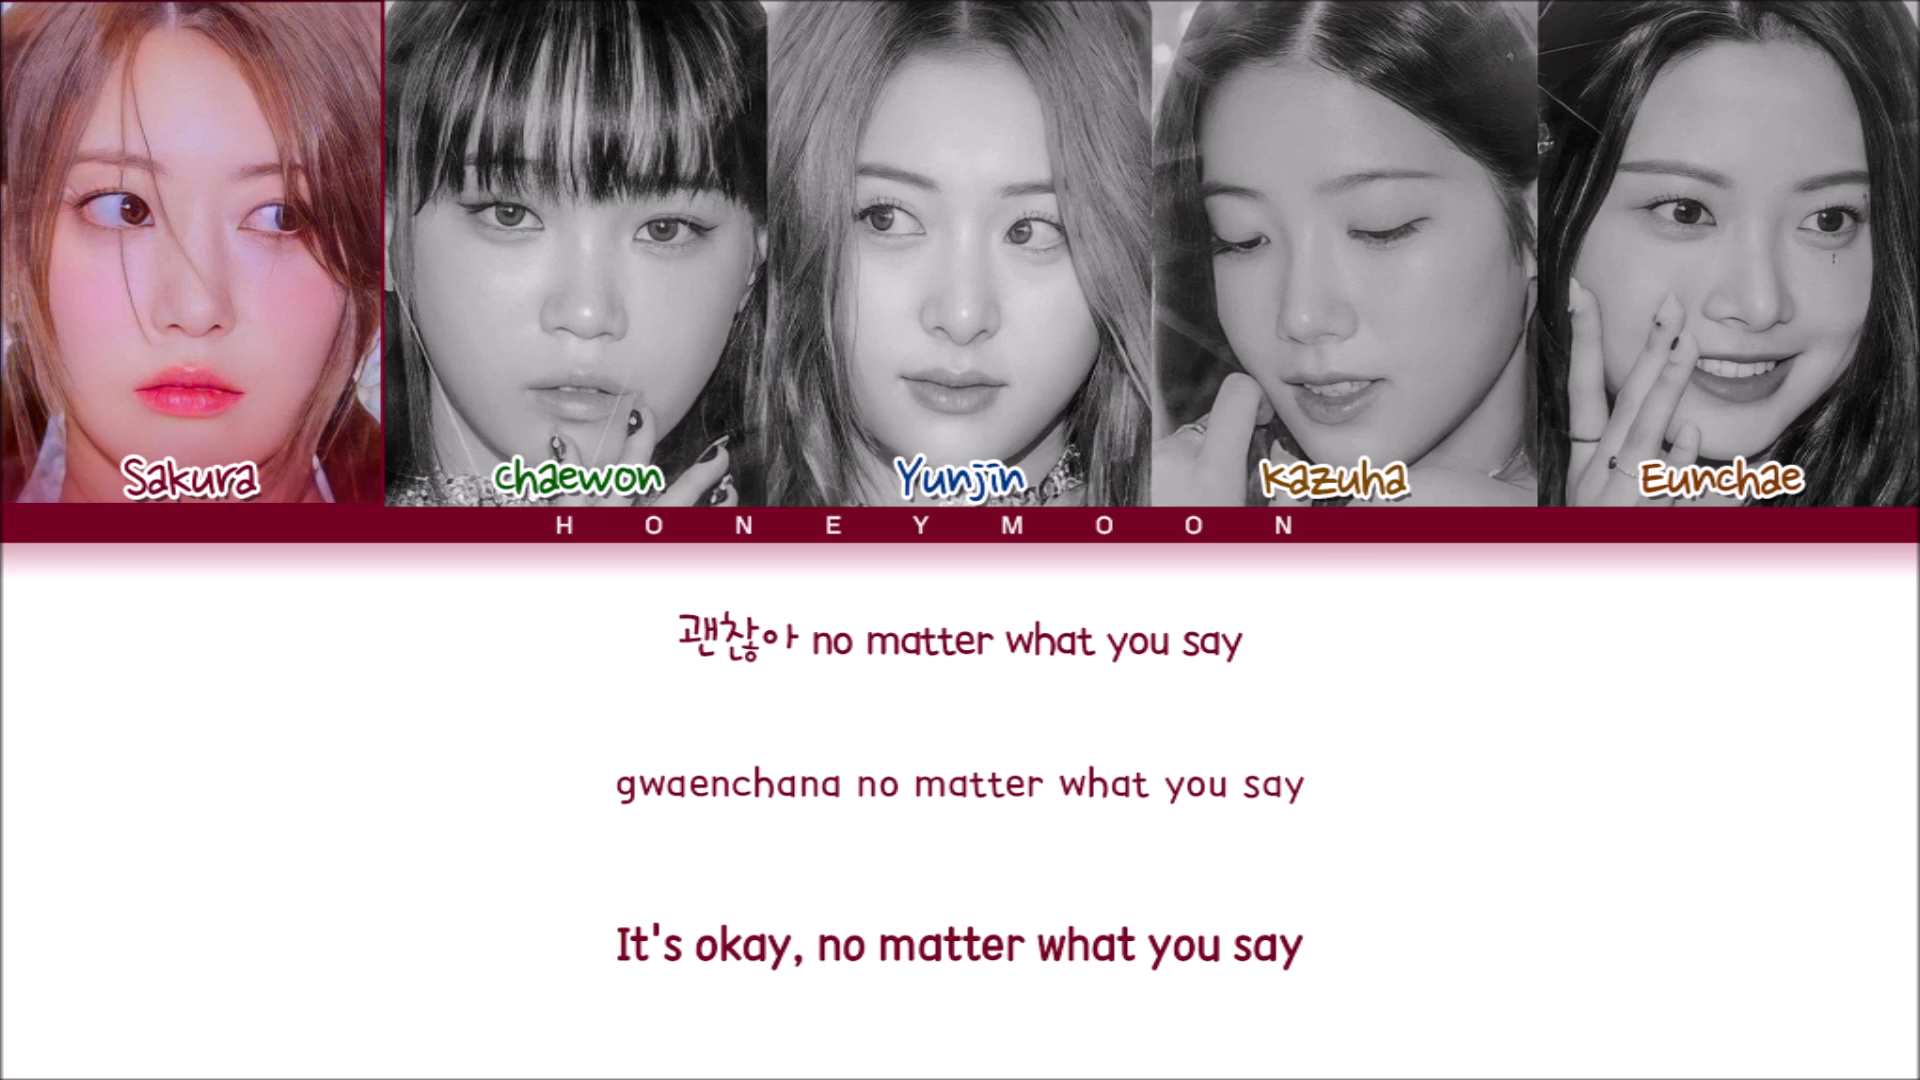 Sakura
chaewon
Yunjin
kazuha
Eunchae
HONEYMOON
괜찮아 no matter what you say
gwaenchana no matter what you say
It's okay, no matter what you say